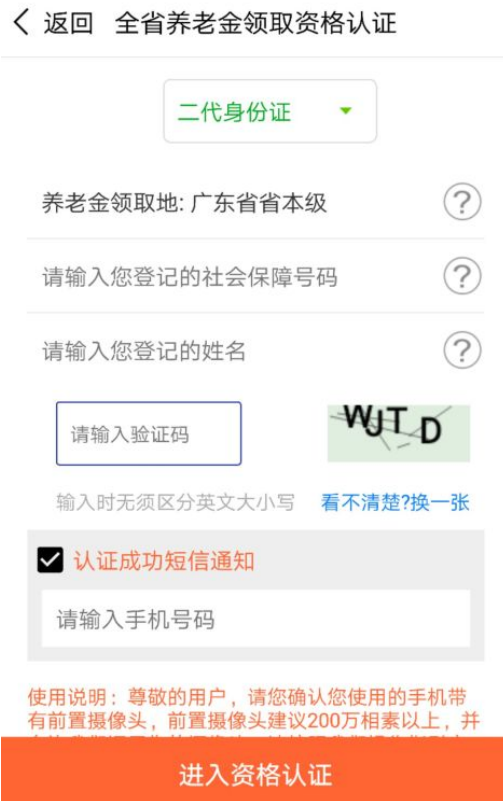 返回 全省养老金领取资格认证
二代身份证
养老金领取地: 广东省省本级
?
请输入您登记的社会保障号码
?
请输入您登记的姓名
?
请输入验证码
WJTD
输入时无须区分英文大小写
看不清楚?换一张
认证成功短信通知
请输入手机号码
使用说明：尊敬的用户，请您确认您使用的手机带
有前置摄像头，前置摄像头建议200万相素以上，并
进入资格认证